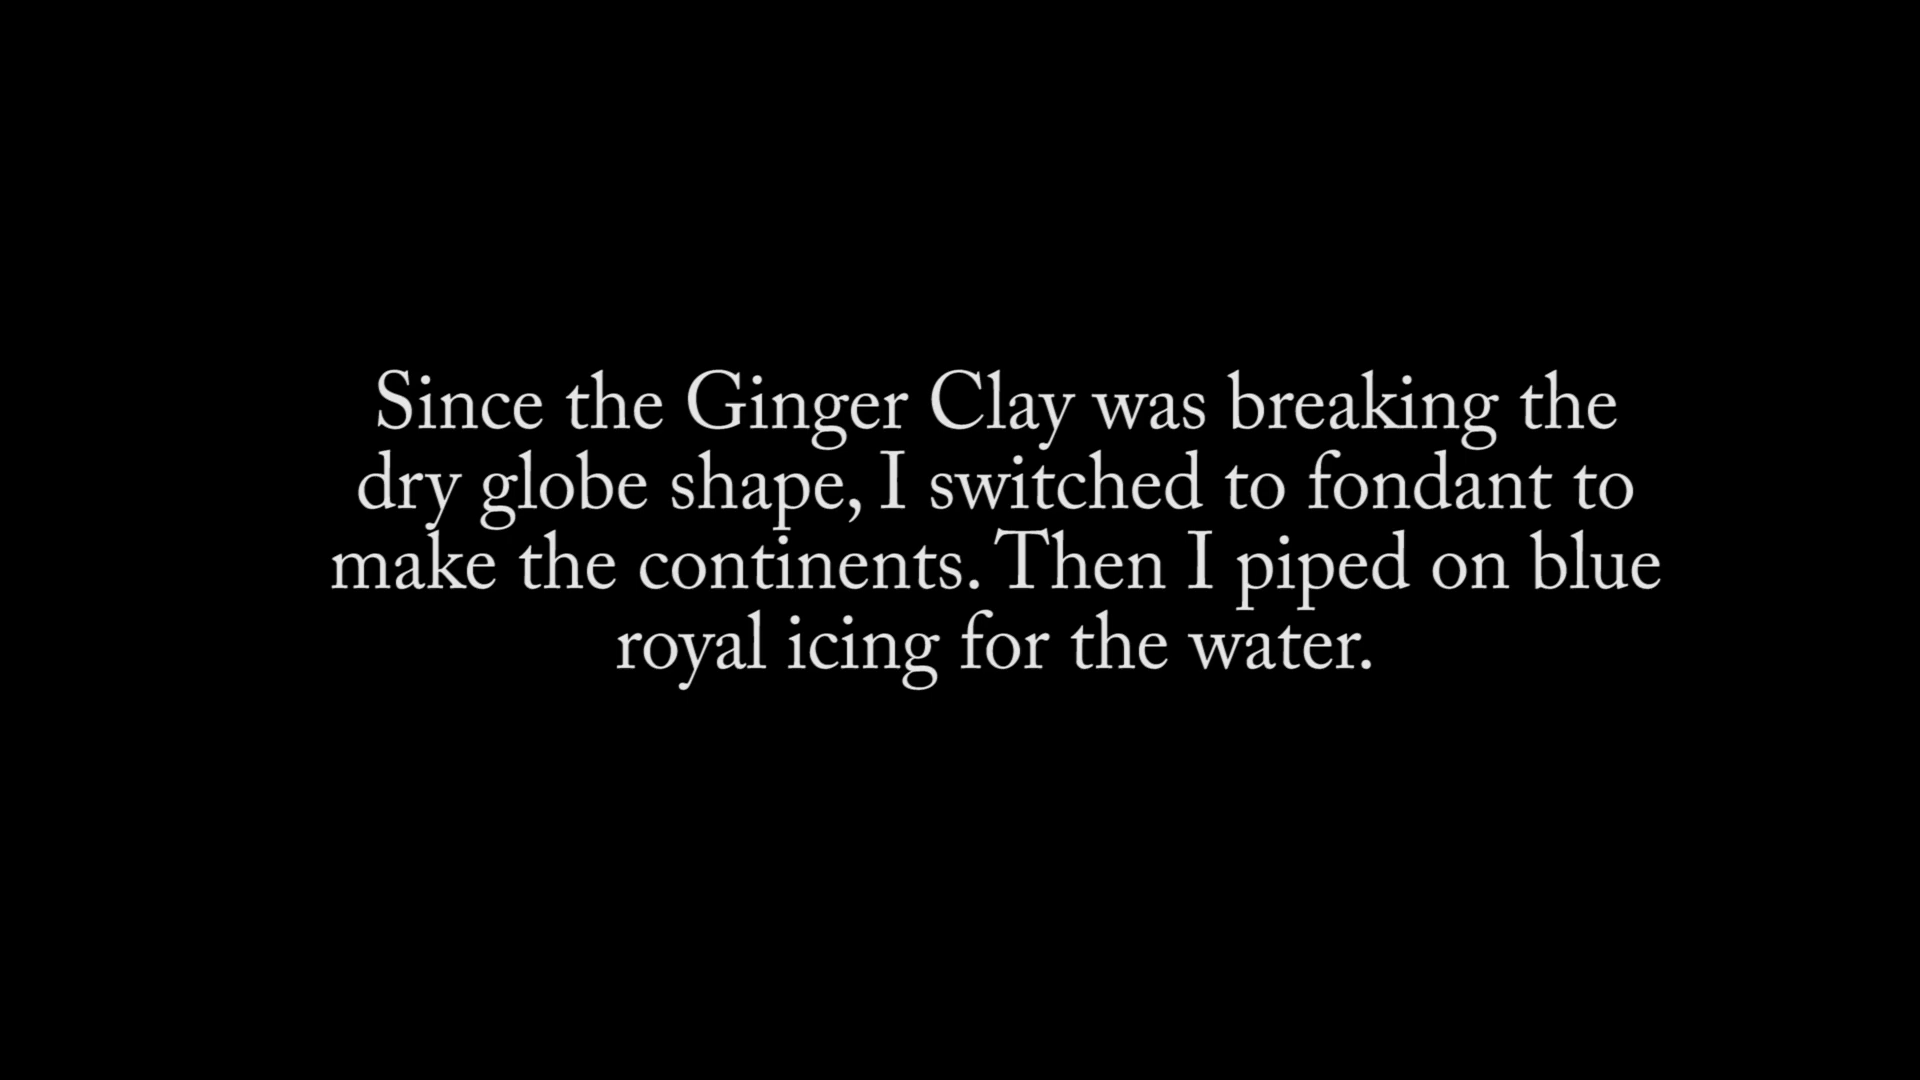 Since the Ginger Clay was breaking the
dry globe shape, I switched to fondant to
make the continents. Then I piped on blue
royal icing for the water.